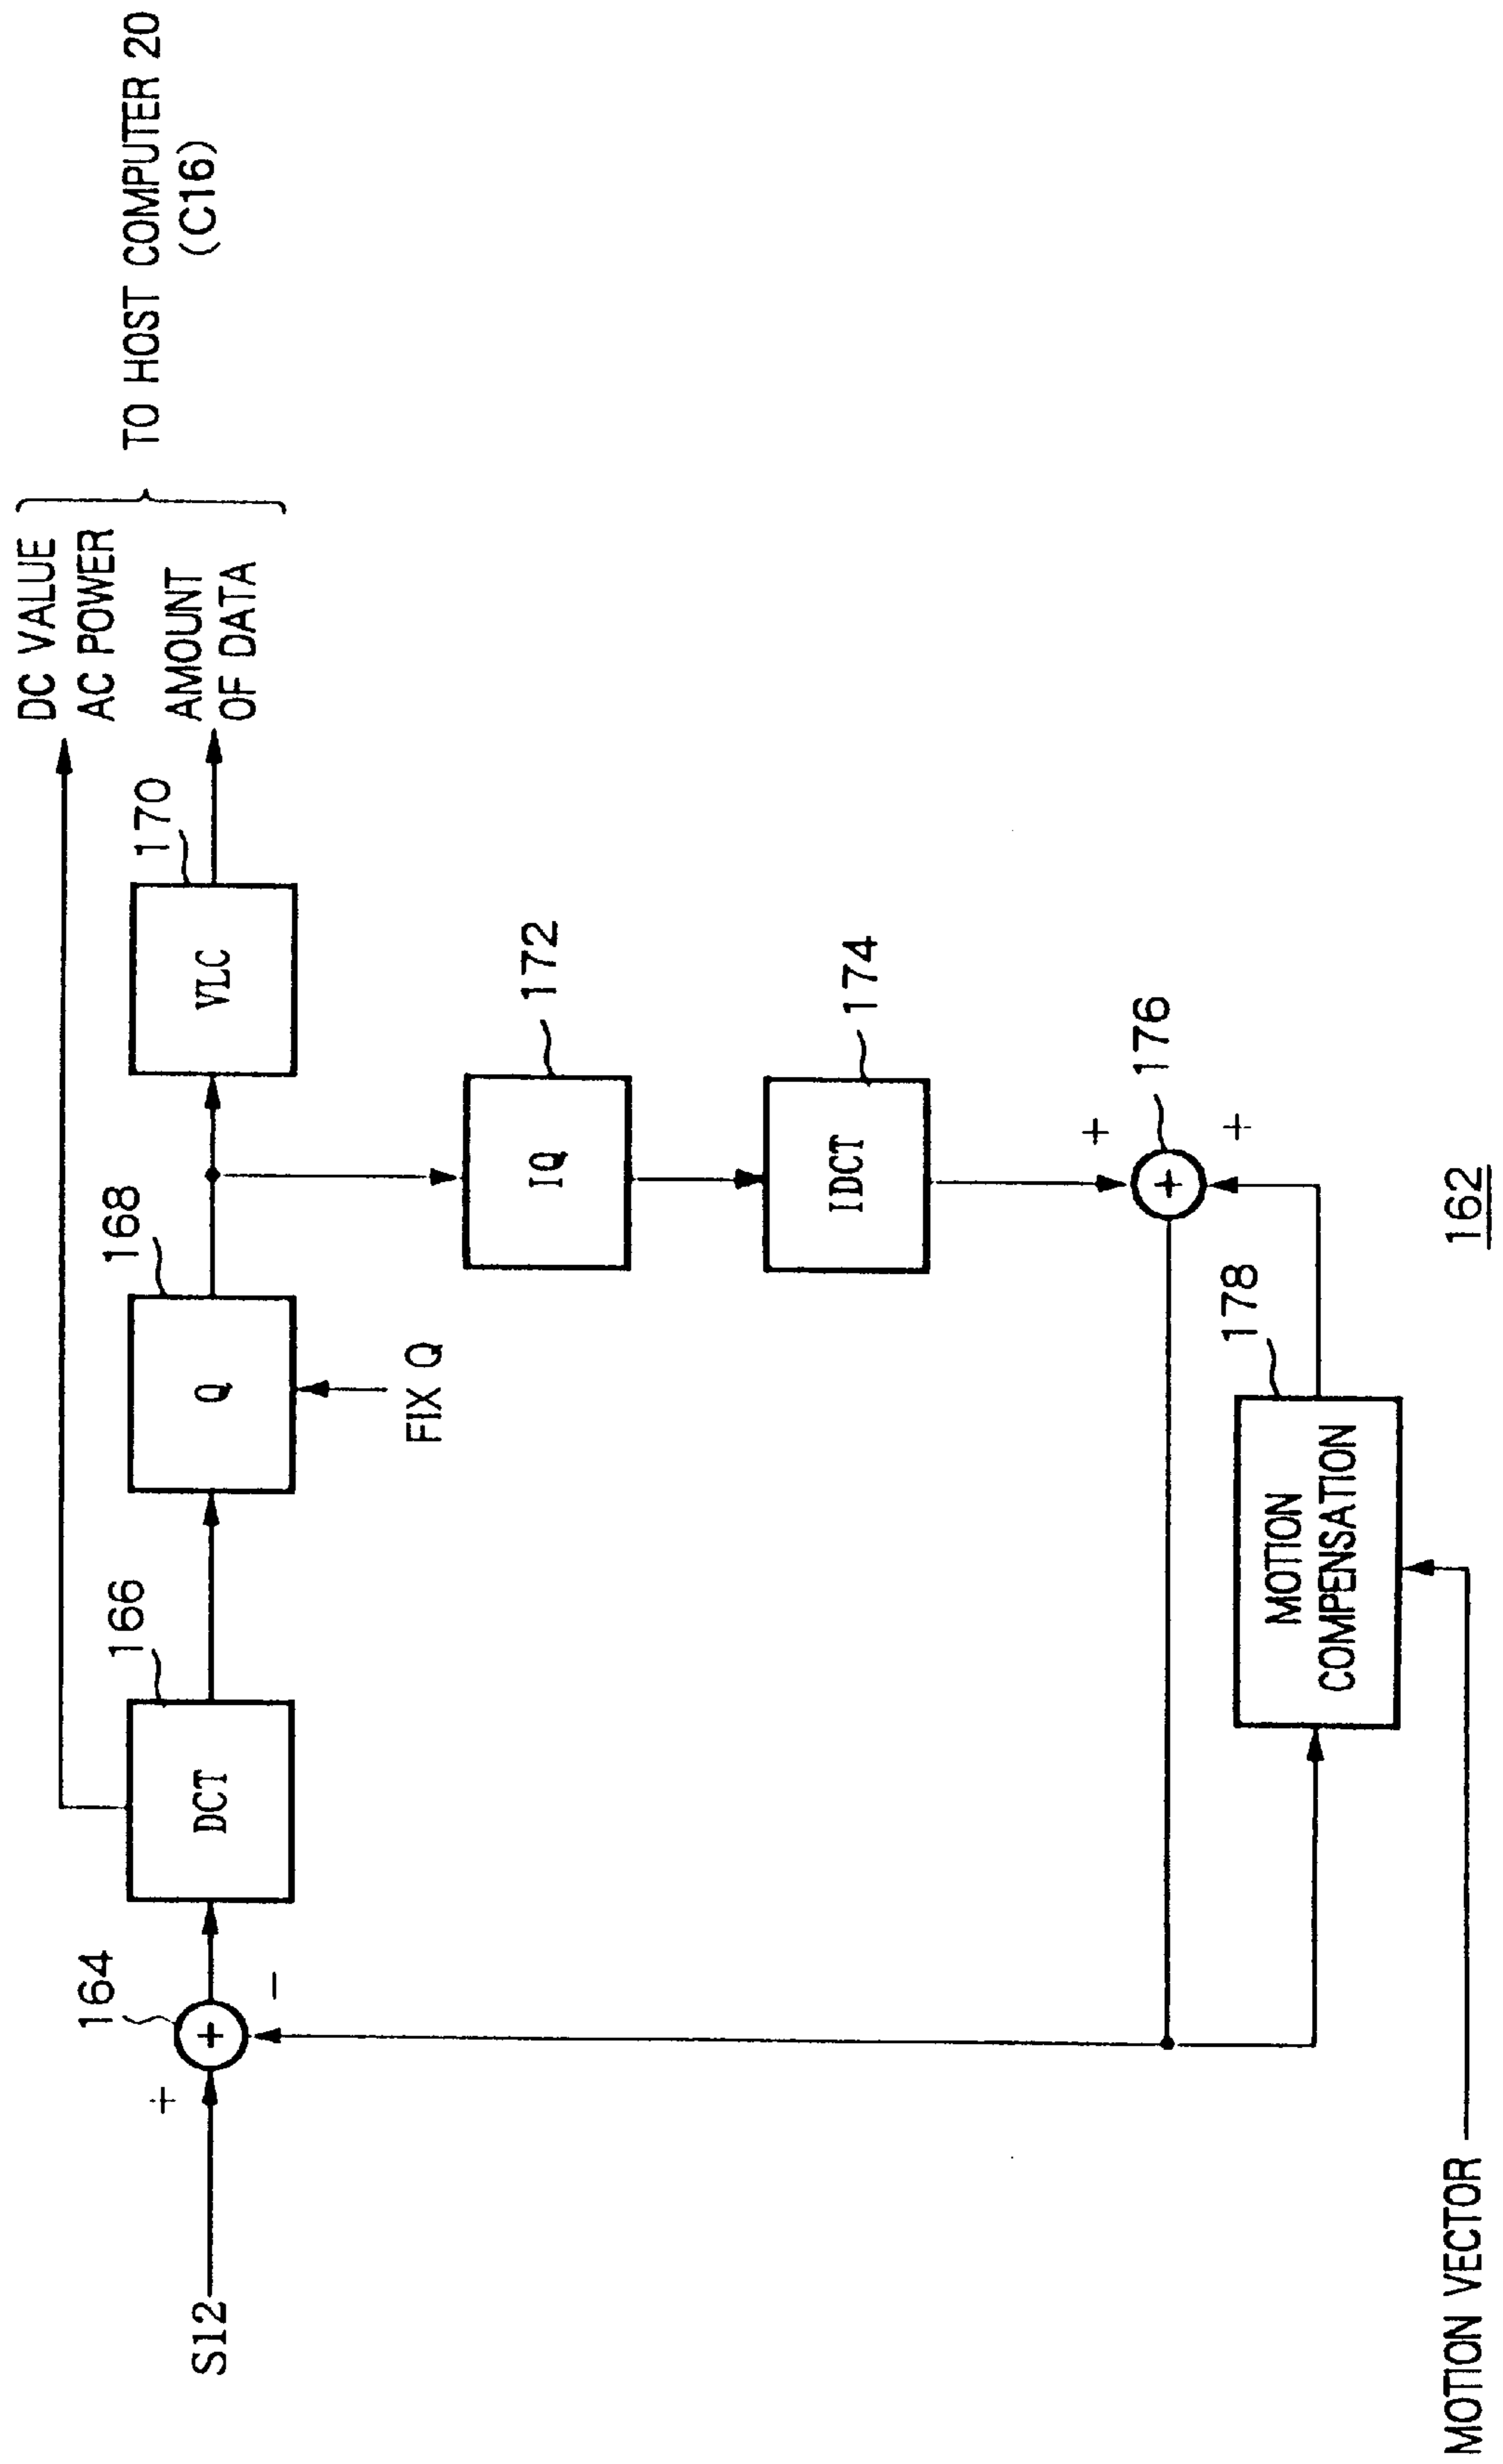 DC VALUE
AC POWER
AMOUNT
OF DATA
TO HOST COMPUTER 20
(C16)
S12
+
164
+
−
DCT
166
Q
168
FIX Q
VLC
170
IQ
172
IDCT
174
+
+
176
+
MOTION
COMPENSATION
178
MOTION VECTOR
162